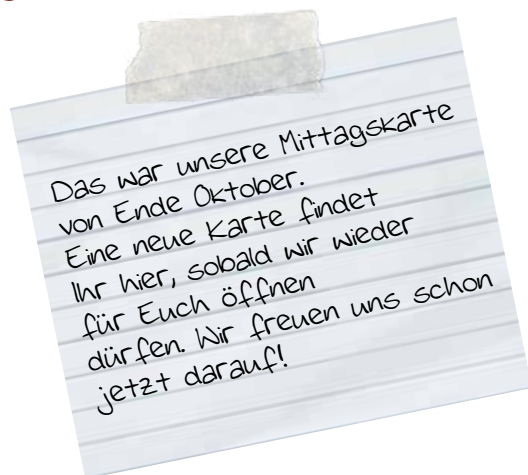 Das war unsere Mittagskarte
von Ende Oktober.
Eine neue Karte findet
Ihr hier, sobald wir wieder
für Euch öffnen
dürfen. Wir freuen uns schon
jetzt darauf!